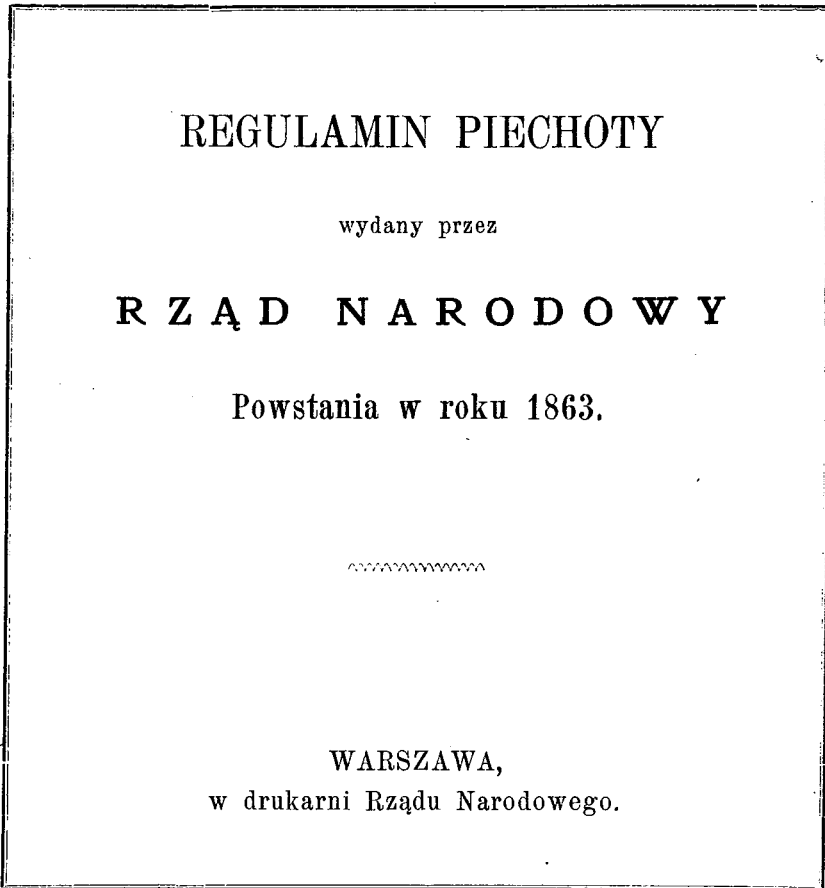 REGULAMIN PIECHOTY
wydany przez
RZĄD NARODOWY
Powstania w roku 1863.
WARSZAWA,
w drukarni Rządu Narodowego.